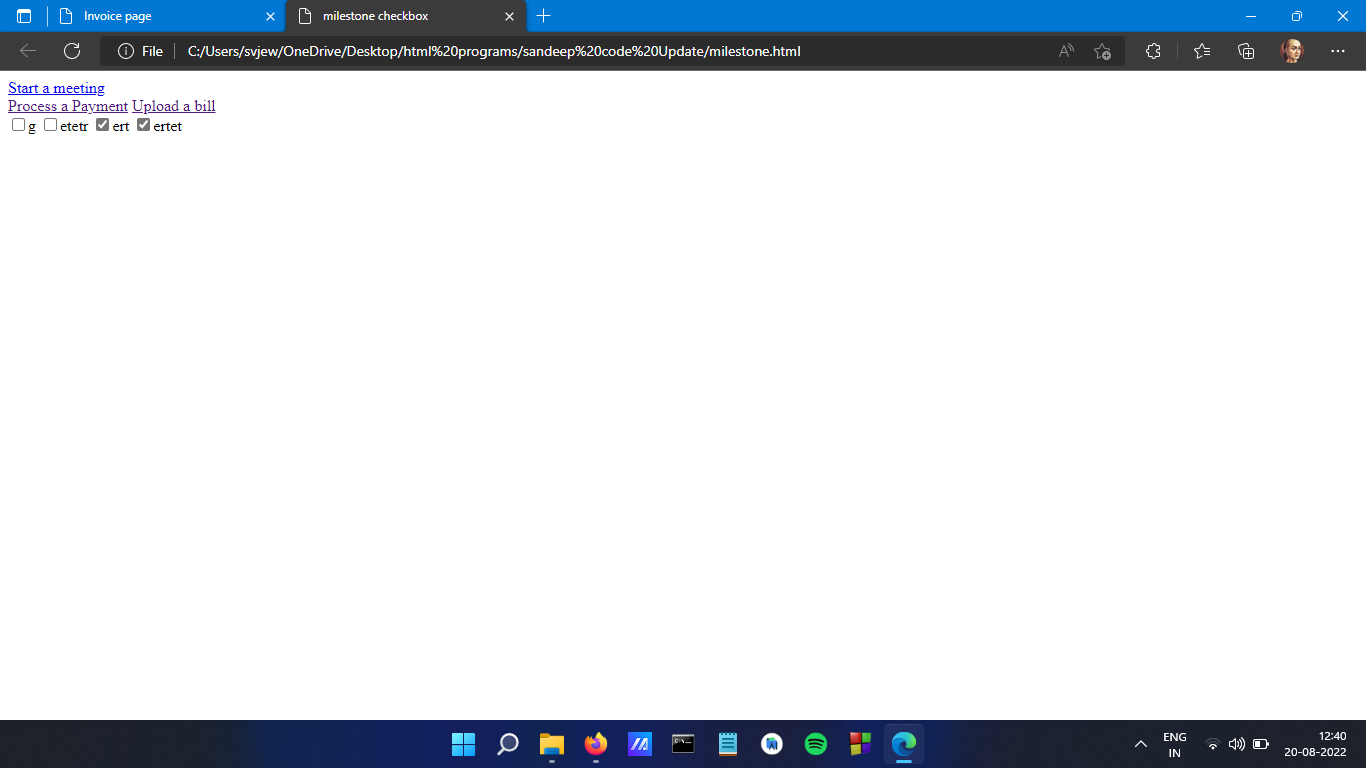 Invoice page
milestone checkbox
File
C:/Users/svjew/OneDrive/Desktop/html%20programs/sandeep%20code%20Update/milestone.html
Start a meeting
Process a Payment Upload a bill
g etetr ert ertet
ENG
IN
12:40
20-08-2022